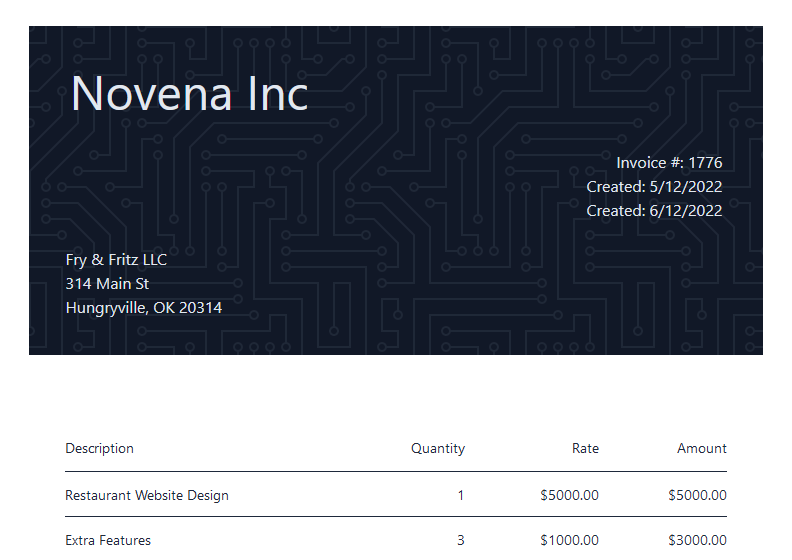 Novena Inc
Invoice #: 1776
Created: 5/12/2022
Created: 6/12/2022
Fry & Fritz LLC
314 Main St
Hungryville, OK 20314
Description Quantity Rate Amount
Restaurant Website Design 1 $5000.00 $5000.00
Extra Features 3 $1000.00 $3000.00